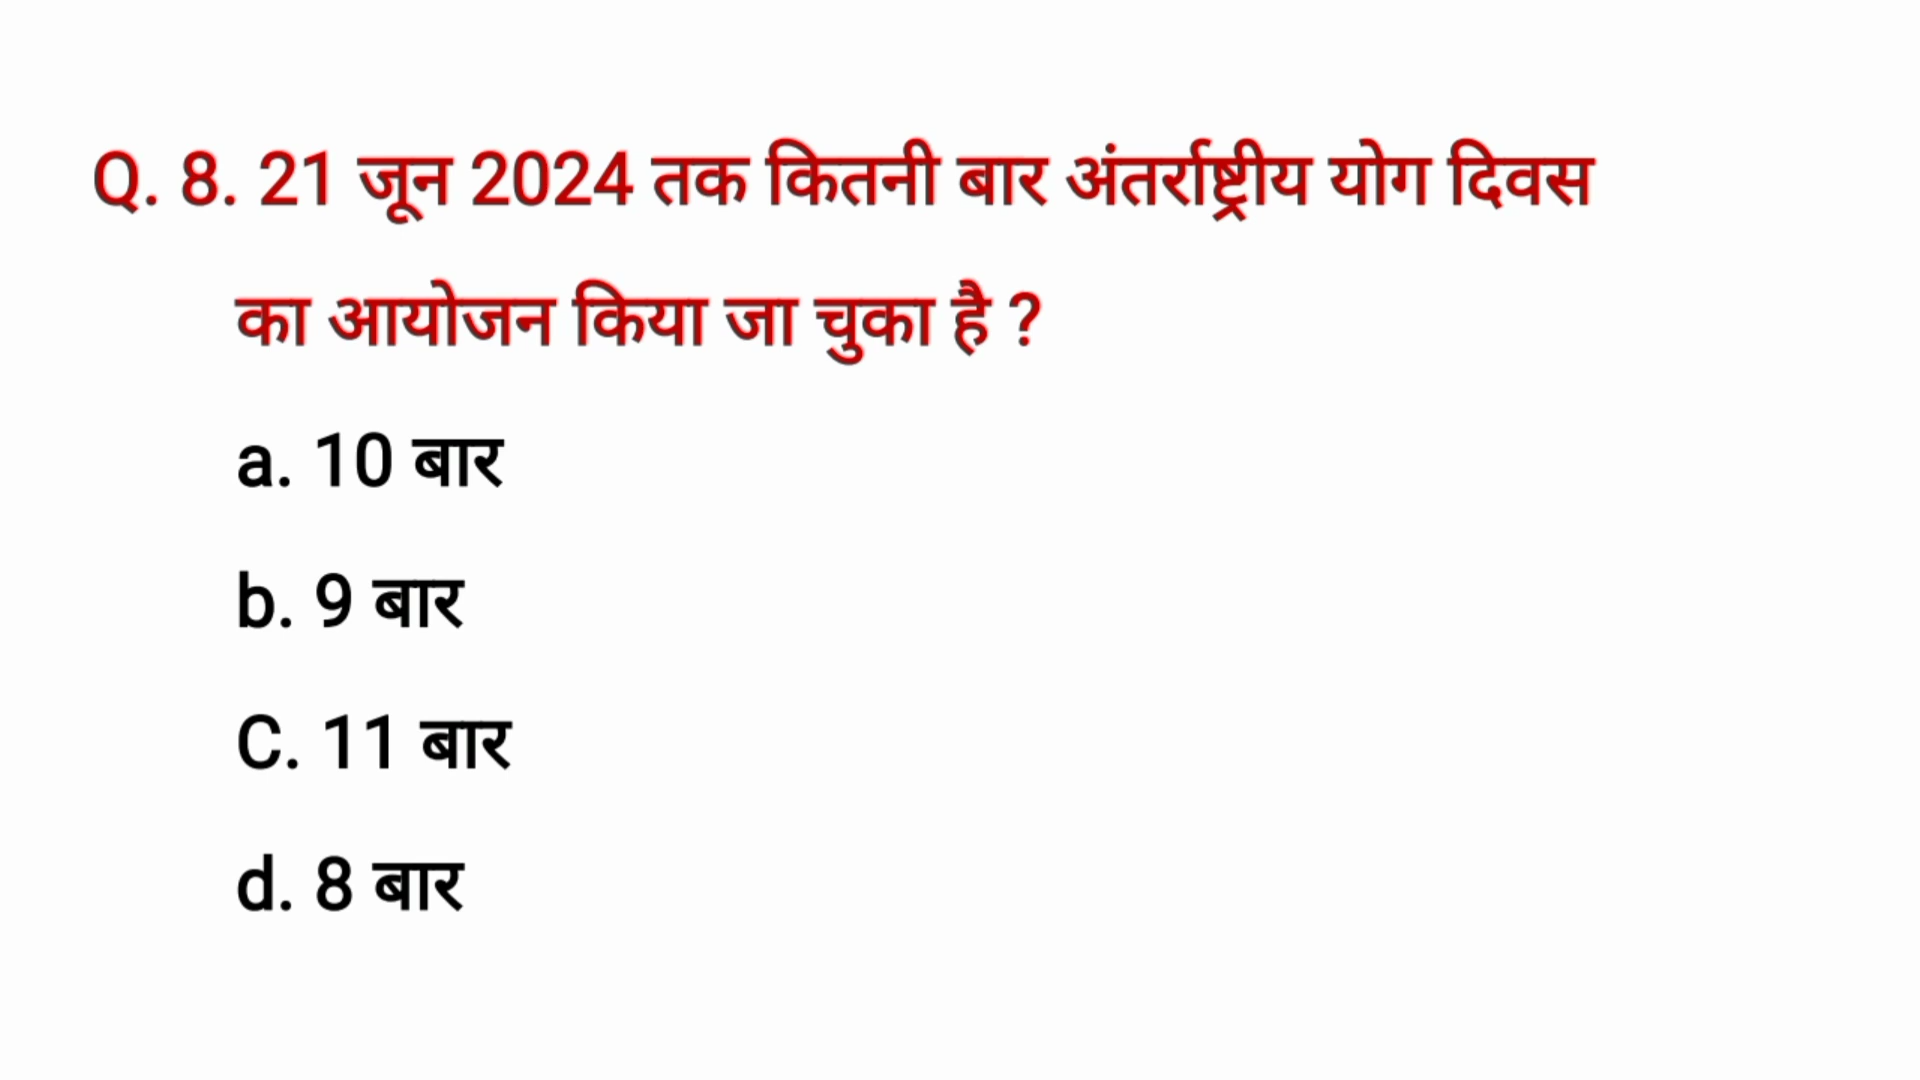 Q. 8. 21 जून 2024 तक कितनी बार अंतर्राष्ट्रीय योग दिवस
का आयोजन किया जा चुका है ?
a. 10 बार
b. 9 बार
C. 11 बार
d. 8 बार